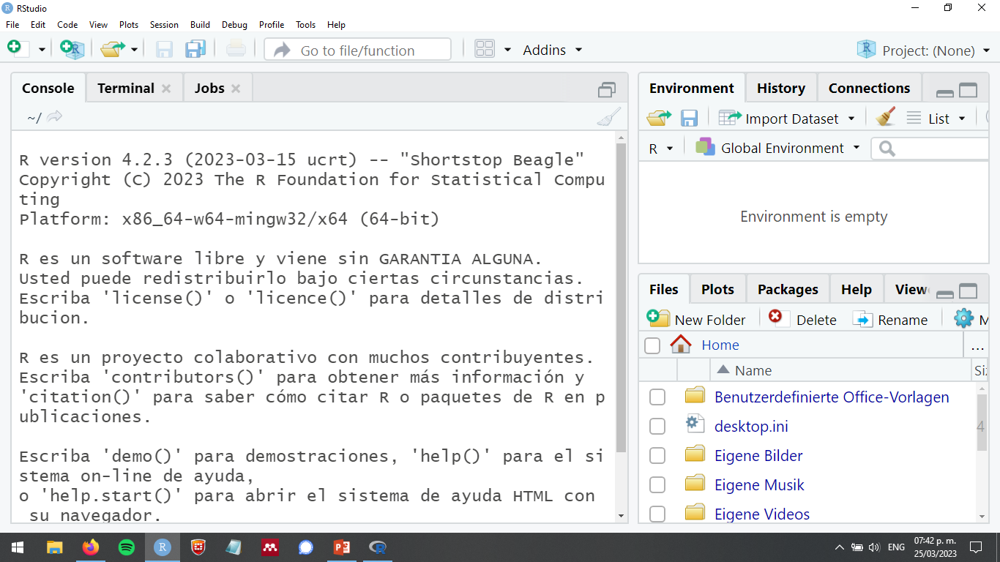 RStudio
File Edit Code View Plots Session Build Debug Profile Tools Help
Go to file/function Addins Project: (None)
Console Terminal Jobs
~/
R version 4.2.3 (2023-03-15 ucrt) -- "Shortstop Beagle"
Copyright (C) 2023 The R Foundation for Statistical Compu
ting
Platform: x86_64-w64-mingw32/x64 (64-bit)
R es un software libre y viene sin GARANTIA ALGUNA.
Usted puede redistribuirlo bajo ciertas circunstancias.
Escriba 'license()' o 'licence()' para detalles de distri
bucion.
R es un proyecto colaborativo con muchos contribuyentes.
Escriba 'contributors()' para obtener más información y
'citation()' para saber cómo citar R o paquetes de R en p
ublicaciones.
Escriba 'demo()' para demostraciones, 'help()' para el si
stema on-line de ayuda,
o 'help.start()' para abrir el sistema de ayuda HTML con
su navegador.
Environment History Connections
Import Dataset List
R Global Environment
Environment is empty
Files Plots Packages Help View
New Folder Delete Rename M
Home ...
Name Si
Benutzerdefinierte Office-Vorlagen
desktop.ini 4
Eigene Bilder
Eigene Musik
Eigene Videos
ENG 07:42 p. m.
25/03/2023